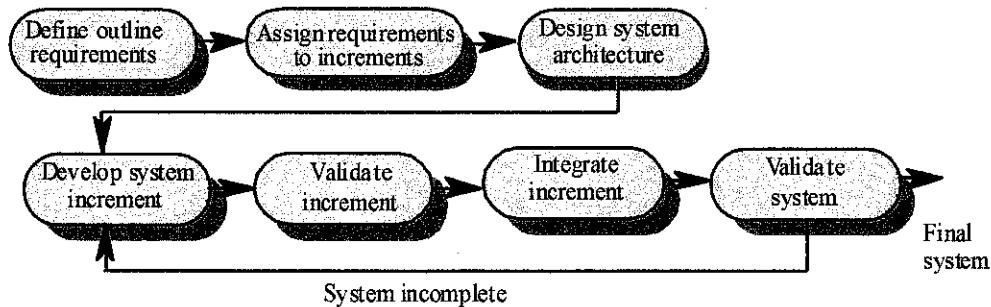 Define outline
requirements
Assign requirements
to increments
Design system
architecture
Develop system
increment
Validate
increment
Integrate
increment
Validate
system
Final
system
System incomplete